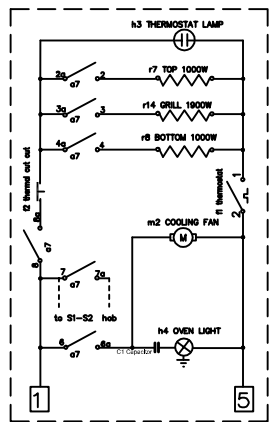 h3 THERMOSTAT LAMP
r7 TOP 1000W
2a 2
a7
r14 GRILL 1900W
3a 3
a7
r8 BOTTOM 1000W
4a 4
a7
f2 thermal cut out
1
f1 thermostat
2
8a
a7
8
m2 COOLING FAN
M
7 7a
a7
to S1-S2 hob
h4 OVEN LIGHT
6 6a
a7
C1 Capacitor
1
5